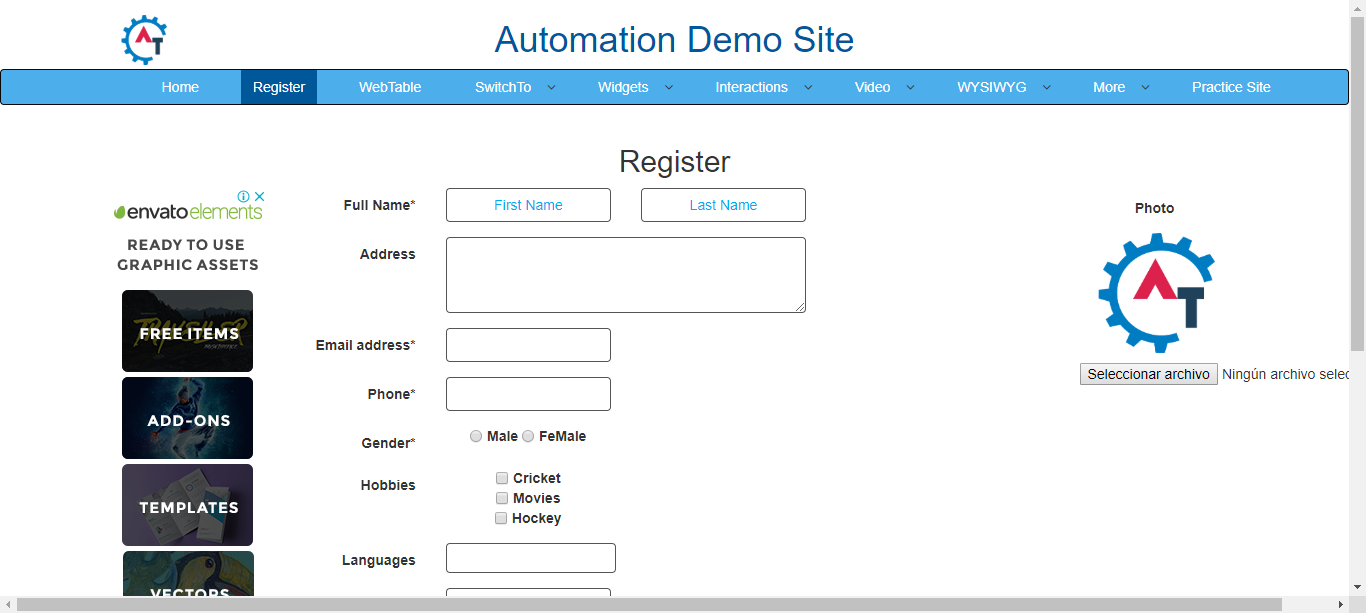 Automation Demo Site
Home Register WebTable SwitchTo Widgets Interactions Video WYSIWYG More Practice Site
Register
envato elements
READY TO USE
GRAPHIC ASSETS
FREE ITEMS
ADD-ONS
TEMPLATES
VECTORS
Full Name* First Name Last Name
Address
Email address*
Phone*
Gender* Male FeMale
Hobbies Cricket
Movies
Hockey
Languages
Photo
AT
Seleccionar archivo Ningún archivo selec